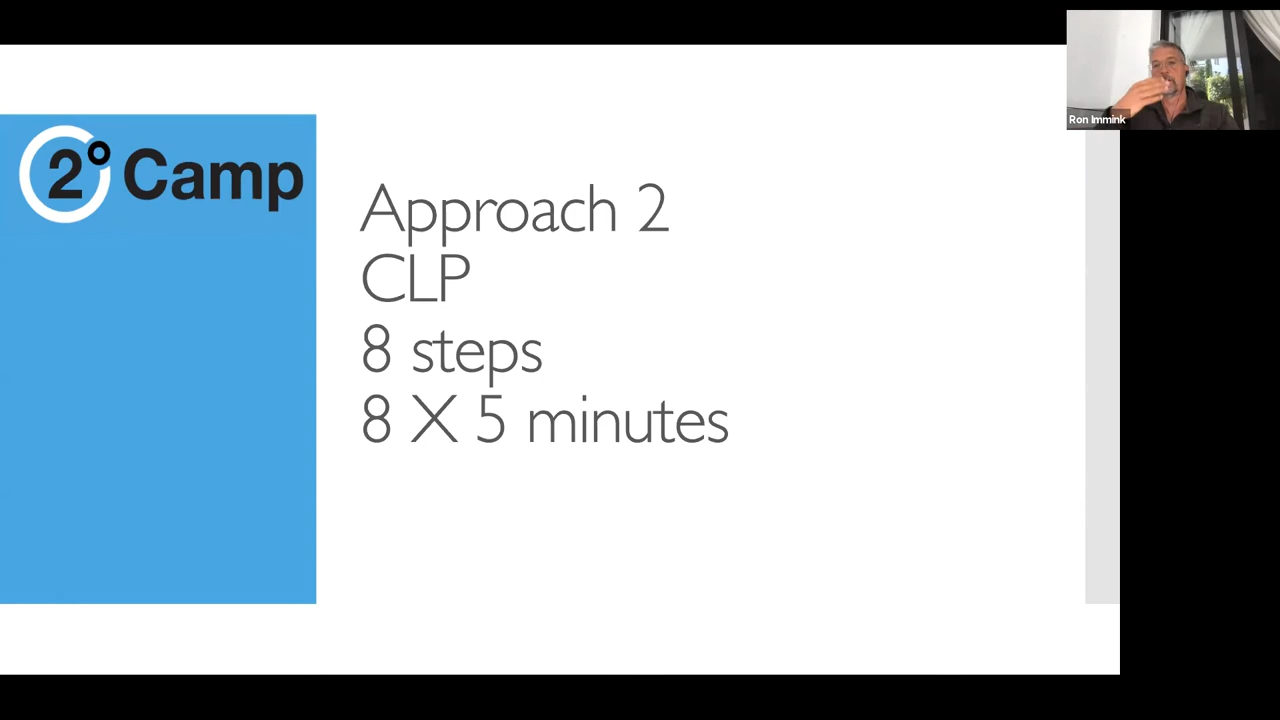 2° Camp
Approach 2
CLP
8 steps
8 X 5 minutes
Ron Immink